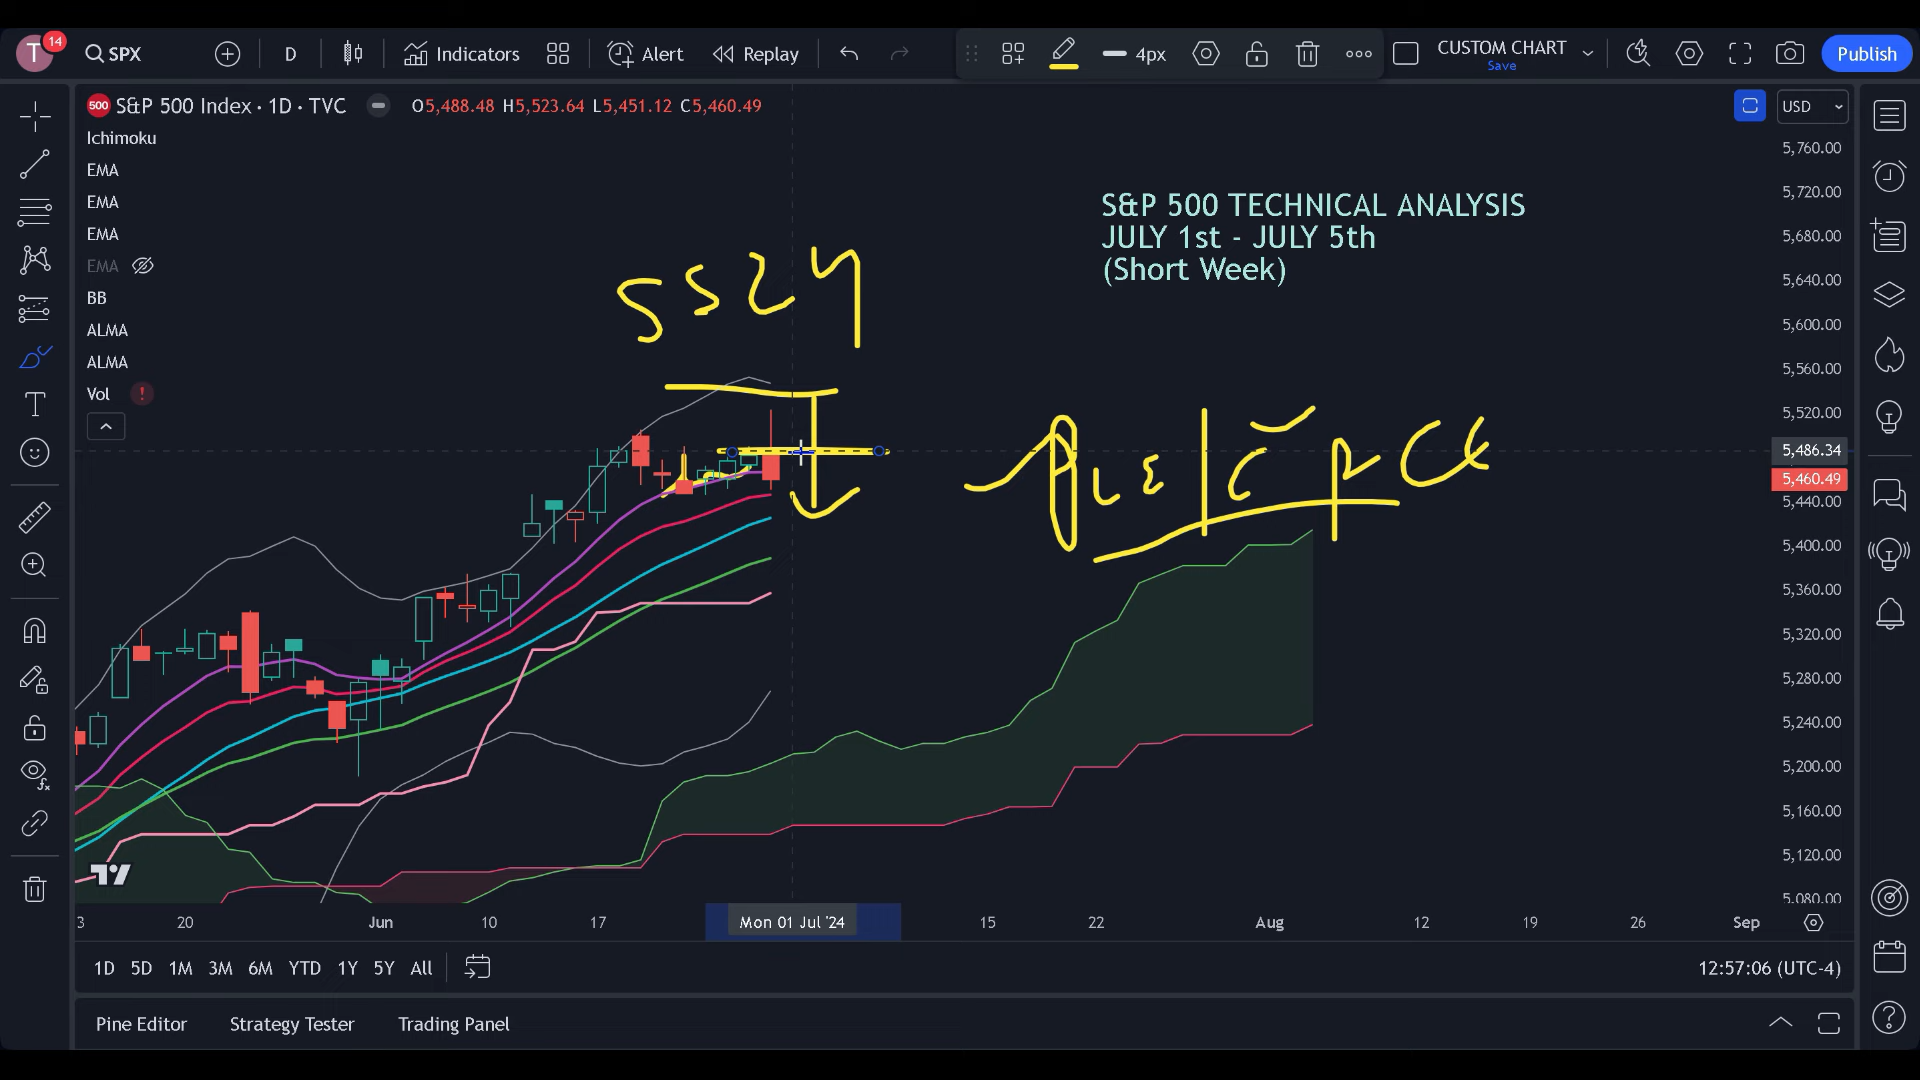 T 14 SPX D Indicators Alert Replay 4px CUSTOM CHART Save Publish
500 S&P 500 Index · 1D · TVC O5,488.48 H5,523.64 L5,451.12 C5,460.49 USD
Ichimoku
EMA
EMA
EMA
EMA
BB
ALMA
ALMA
Vol !
S&P 500 TECHNICAL ANALYSIS
JULY 1st - JULY 5th
(Short Week)
5524
5,760.00
5,720.00
5,680.00
5,640.00
5,600.00
5,560.00
5,520.00
5,486.34
5,460.49
5,440.00
5,400.00
5,360.00
5,320.00
5,280.00
5,240.00
5,200.00
5,160.00
5,120.00
5,080.00
3 20 Jun 10 17 Mon 01 Jul '24 15 22 Aug 12 19 26 Sep
1D 5D 1M 3M 6M YTD 1Y 5Y All 12:57:06 (UTC-4)
Pine Editor Strategy Tester Trading Panel